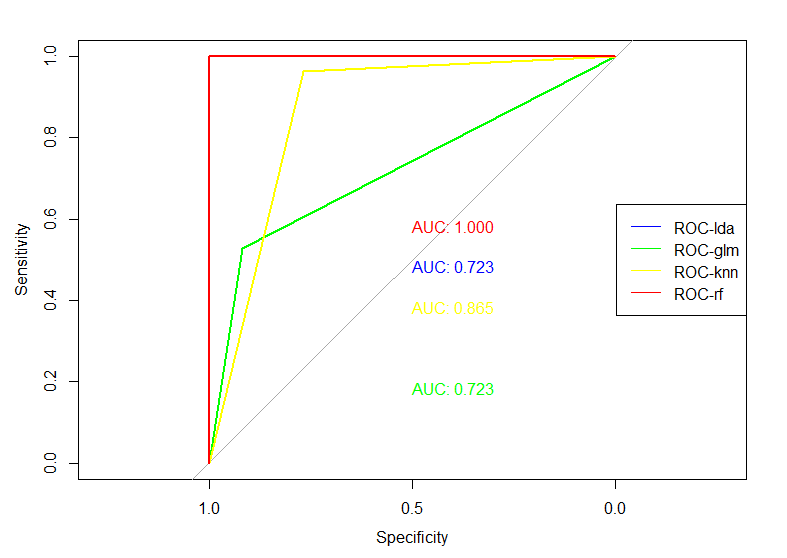 Sensitivity
1.0
0.8
0.6
0.4
0.2
0.0
AUC: 1.000
AUC: 0.723
AUC: 0.865
AUC: 0.723
ROC-lda
ROC-glm
ROC-knn
ROC-rf
1.0 0.5 0.0
Specificity